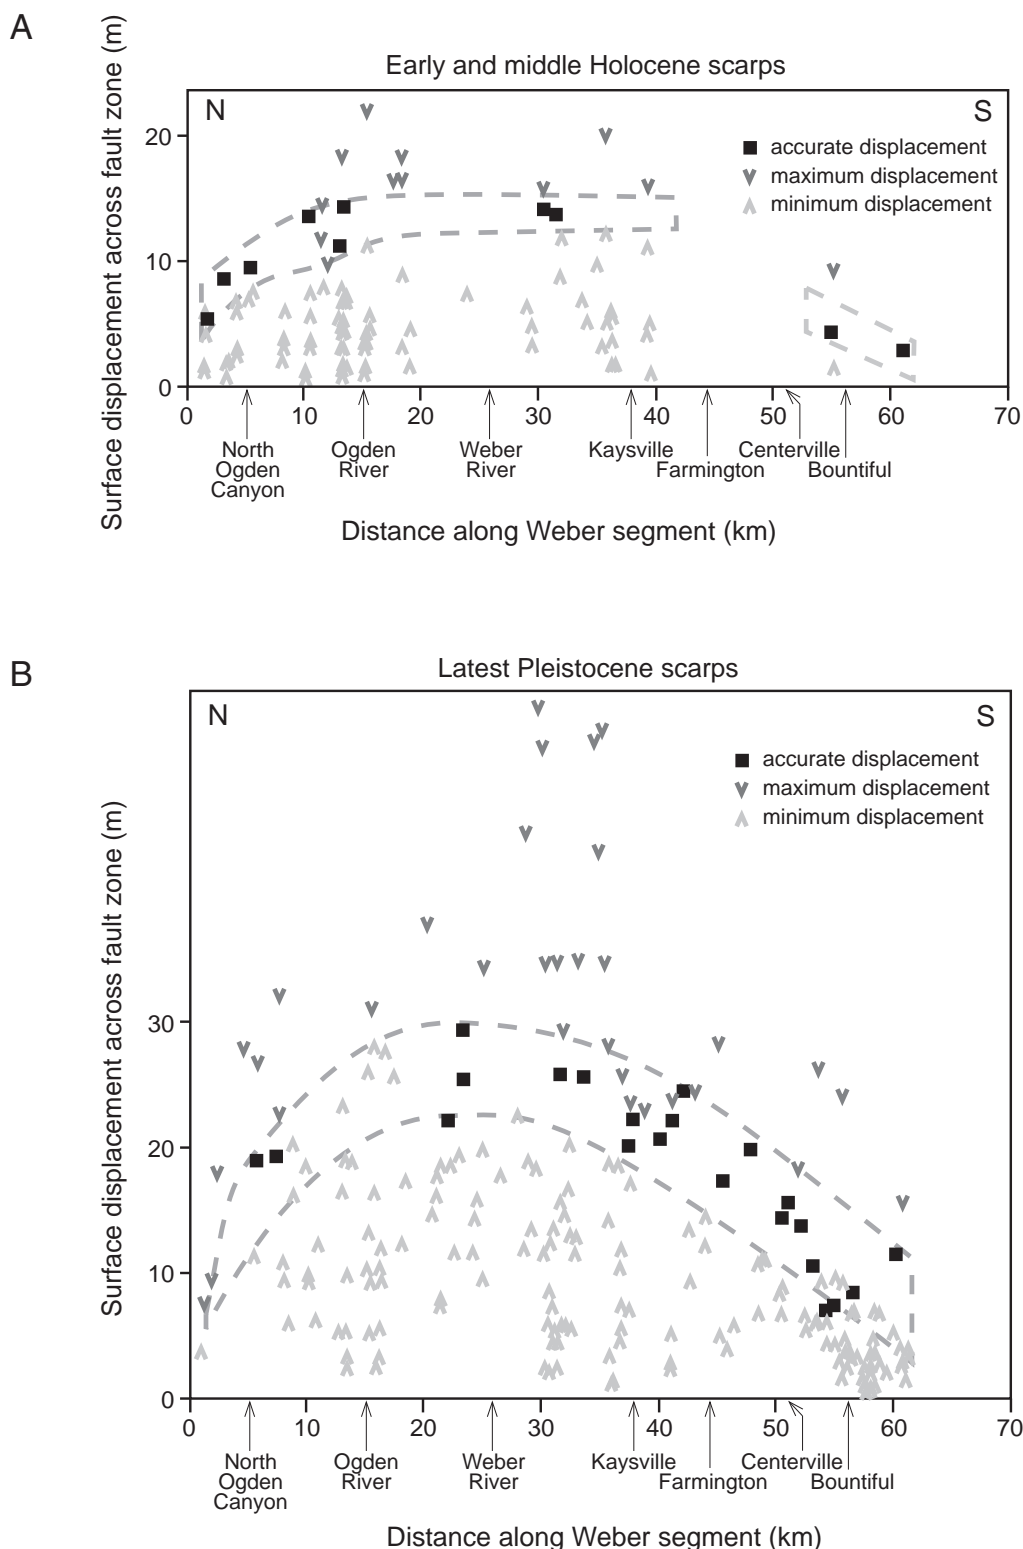 A
Early and middle Holocene scarps
Surface displacement across fault zone (m)
N
S
accurate displacement
maximum displacement
minimum displacement
20
10
0
0 10 20 30 40 50 60 70
North
Ogden
Canyon
Ogden
River
Weber
River
Kaysville
Farmington
Centerville
Bountiful
Distance along Weber segment (km)
B
Latest Pleistocene scarps
Surface displacement across fault zone (m)
N
S
accurate displacement
maximum displacement
minimum displacement
30
20
10
0
0 10 20 30 40 50 60 70
North
Ogden
Canyon
Ogden
River
Weber
River
Kaysville
Farmington
Centerville
Bountiful
Distance along Weber segment (km)